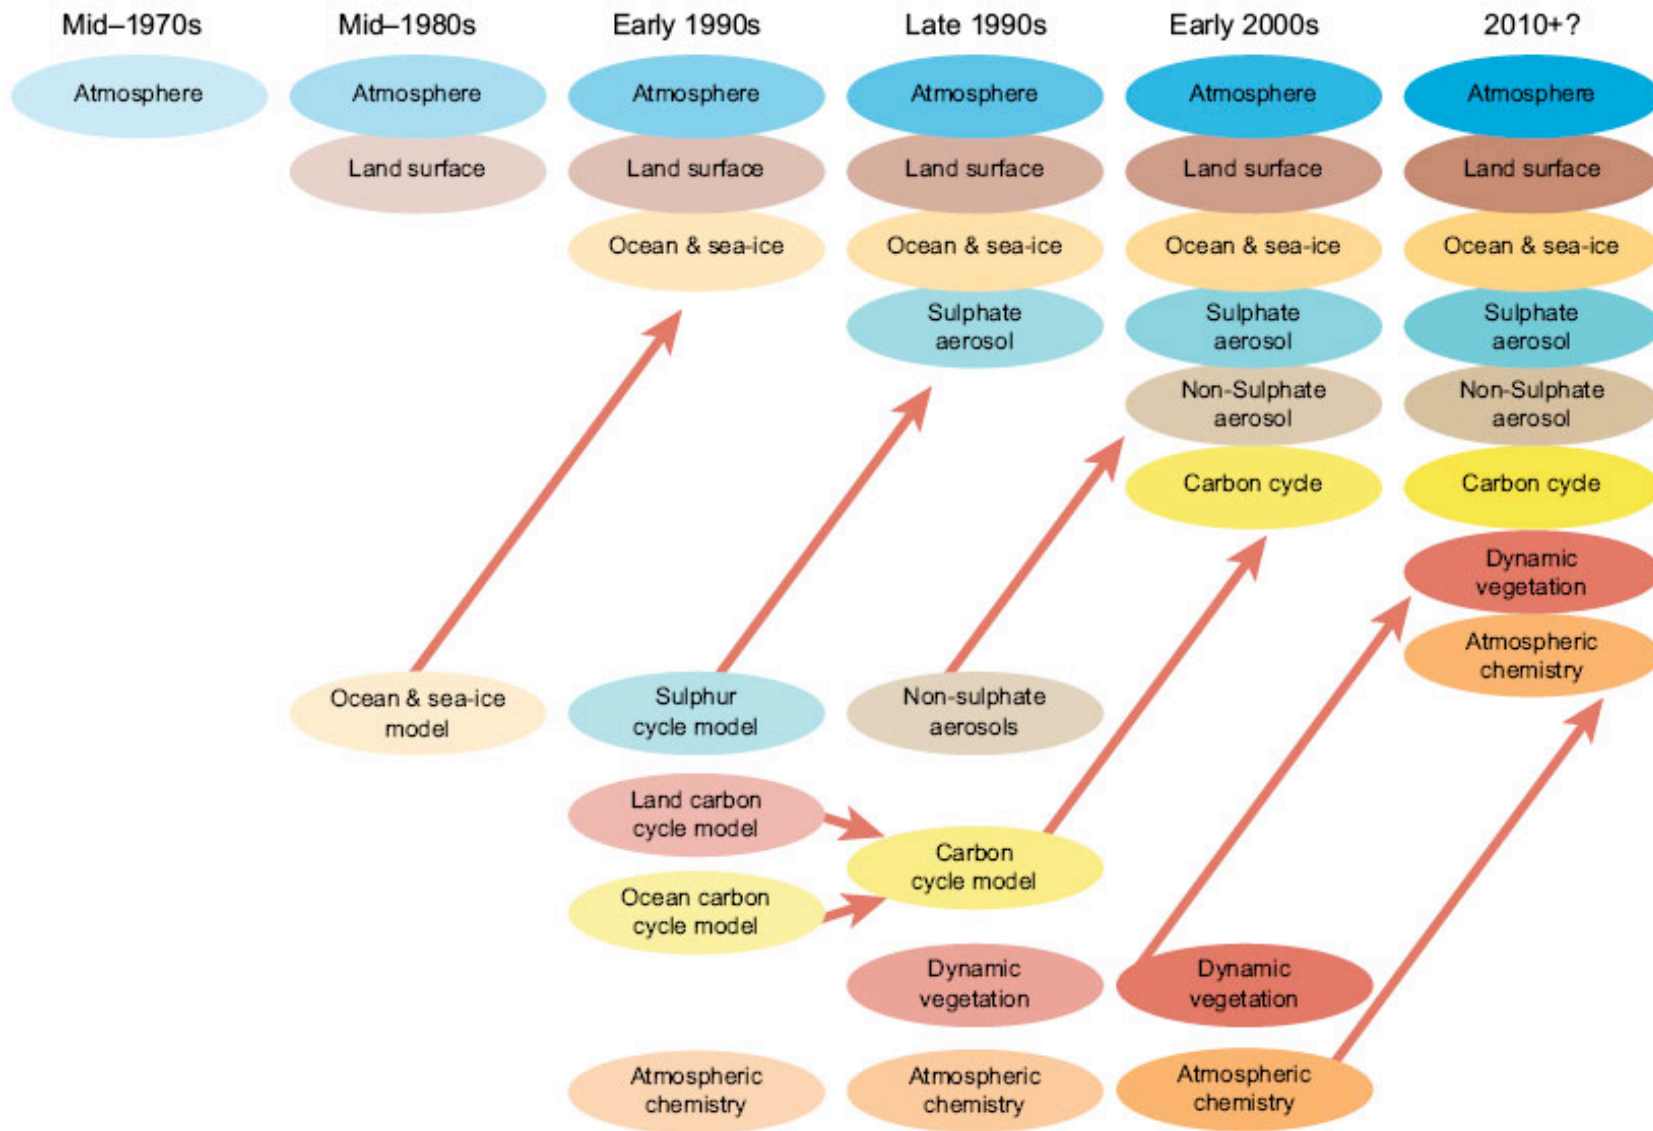 Mid–1970s
Mid–1980s
Early 1990s
Late 1990s
Early 2000s
2010+?
Atmosphere
Atmosphere
Atmosphere
Atmosphere
Atmosphere
Atmosphere
Land surface
Land surface
Land surface
Land surface
Land surface
Ocean & sea-ice
Ocean & sea-ice
Ocean & sea-ice
Ocean & sea-ice
Sulphate
aerosol
Sulphate
aerosol
Sulphate
aerosol
Non-Sulphate
aerosol
Non-Sulphate
aerosol
Carbon cycle
Carbon cycle
Dynamic
vegetation
Atmospheric
chemistry
Ocean & sea-ice
model
Sulphur
cycle model
Non-sulphate
aerosols
Land carbon
cycle model
Carbon
cycle model
Ocean carbon
cycle model
Dynamic
vegetation
Dynamic
vegetation
Atmospheric
chemistry
Atmospheric
chemistry
Atmospheric
chemistry